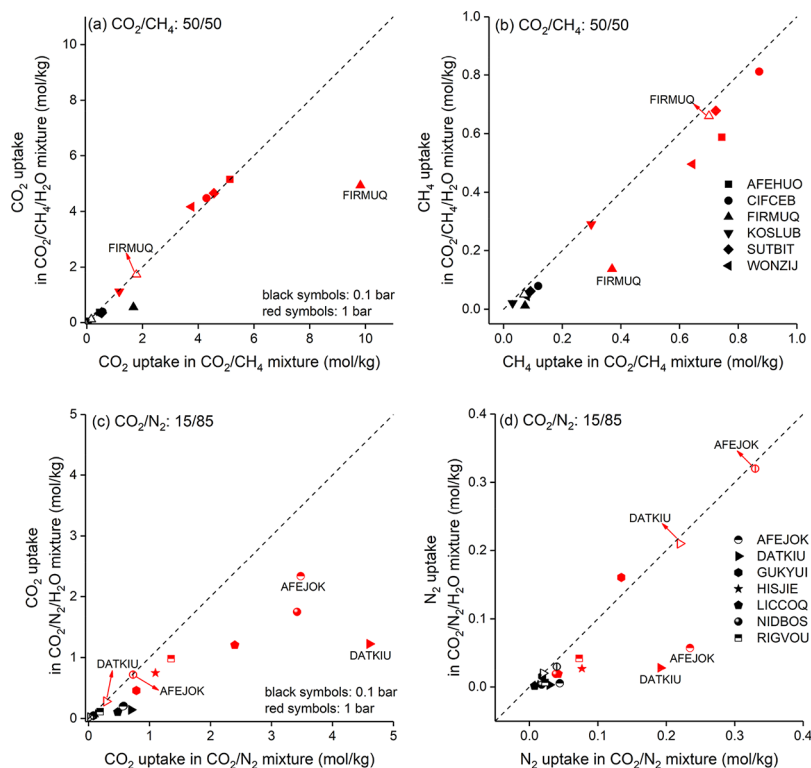 (a) CO₂/CH₄: 50/50
CO₂ uptake
in CO₂/CH₄/H₂O mixture (mol/kg)
10
8
6
4
2
0
FIRMUQ
FIRMUQ
black symbols: 0.1 bar
red symbols: 1 bar
0 2 4 6 8 10
CO₂ uptake in CO₂/CH₄ mixture (mol/kg)
(b) CO₂/CH₄: 50/50
CH₄ uptake
in CO₂/CH₄/H₂O mixture (mol/kg)
1.0
0.8
0.6
0.4
0.2
0.0
FIRMUQ
FIRMUQ
AFEHUO
CIFCEB
FIRMUQ
KOSLUB
SUTBIT
WONZIJ
0.0 0.2 0.4 0.6 0.8 1.0
CH₄ uptake in CO₂/CH₄ mixture (mol/kg)
(c) CO₂/N₂: 15/85
CO₂ uptake
in CO₂/N₂/H₂O mixture (mol/kg)
5
4
3
2
1
0
AFEJOK
DATKIU
DATKIU
AFEJOK
black symbols: 0.1 bar
red symbols: 1 bar
0 1 2 3 4 5
CO₂ uptake in CO₂/N₂ mixture (mol/kg)
(d) CO₂/N₂: 15/85
N₂ uptake
in CO₂/N₂/H₂O mixture (mol/kg)
0.4
0.3
0.2
0.1
0.0
AFEJOK
DATKIU
AFEJOK
DATKIU
AFEJOK
DATKIU
GUKYUI
HISJIE
LICCOQ
NIDBOS
RIGVOU
0.0 0.1 0.2 0.3 0.4
N₂ uptake in CO₂/N₂ mixture (mol/kg)